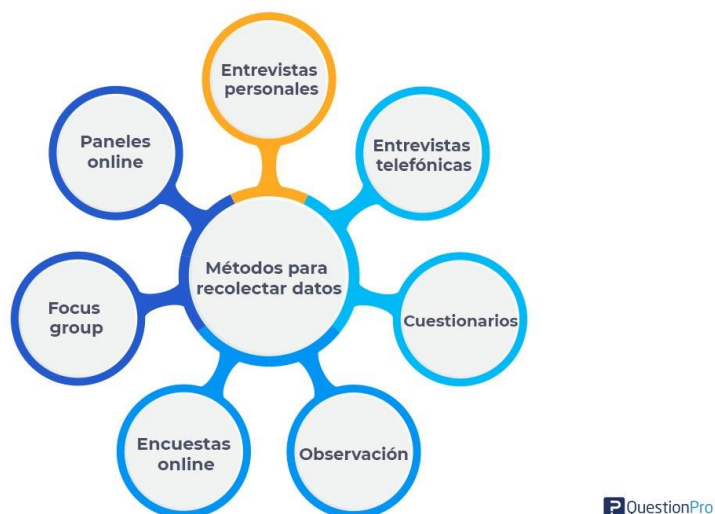 Entrevistas
personales
Entrevistas
telefónicas
Cuestionarios
Observación
Encuestas
online
Focus
group
Paneles
online
Métodos para
recolectar datos
QuestionPro